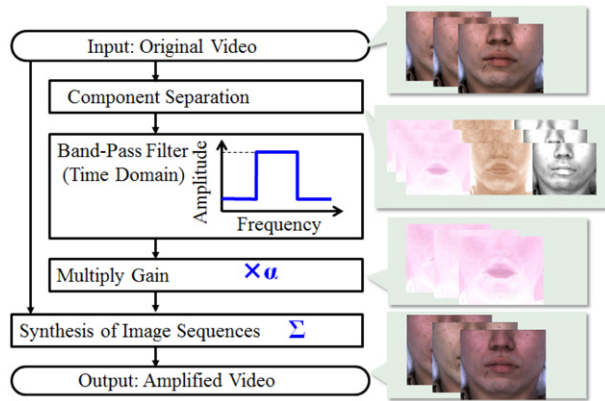 Input: Original Video
Component Separation
Band-Pass Filter
(Time Domain)
Amplitude
Frequency
Multiply Gain ×α
Synthesis of Image Sequences Σ
Output: Amplified Video